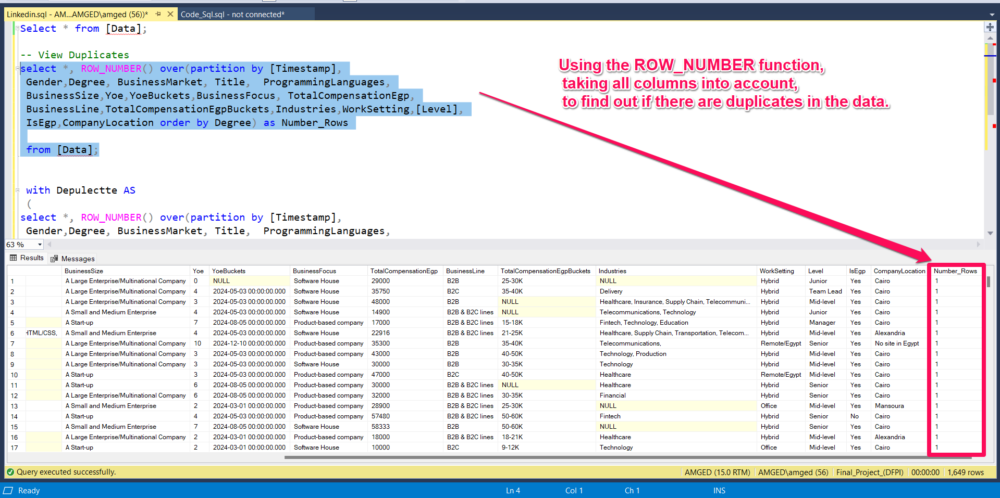 Linkedin.sql - AM...AMGED\amged (56))*
Code_Sql.sql - not connected*
Select * from [Data];
-- View Duplicates
select *, ROW_NUMBER() over(partition by [Timestamp],
Gender,Degree, BusinessMarket, Title,  ProgrammingLanguages,
BusinessSize,Yoe,YoeBuckets,BusinessFocus, TotalCompensationEgp,
BusinessLine,TotalCompensationEgpBuckets,Industries,WorkSetting,[Level],
IsEgp,CompanyLocation order by Degree) as Number_Rows
from [Data];
Using the ROW_NUMBER function,
taking all columns into account,
to find out if there are duplicates in the data.
with Depulectte AS
(
select *, ROW_NUMBER() over(partition by [Timestamp],
Gender,Degree, BusinessMarket, Title,  ProgrammingLanguages,
63 %
Results Messages
BusinessSize Yoe YoeBuckets BusinessFocus TotalCompensationEgp BusinessLine TotalCompensationEgpBuckets Industries WorkSetting Level IsEgp CompanyLocation Number_Rows
1 A Large Enterprise/Multinational Company 0 NULL Software House 29000 B2B 25-30K NULL Hybrid Junior Yes Cairo 1
2 A Large Enterprise/Multinational Company 4 2024-05-03 00:00:00.000 Software House 35750 B2C 35-40K Delivery Hybrid Team Lead Yes Cairo 1
3 A Large Enterprise/Multinational Company 3 2024-05-03 00:00:00.000 Software House 48000 B2B NULL Healthcare, Insurance, Supply Chain, Telecommuni... Hybrid Mid-level Yes Cairo 1
4 A Small and Medium Enterprise 4 2024-05-03 00:00:00.000 Software House 14900 B2B & B2C lines NULL Telecommunications, Technology Hybrid Junior Yes Cairo 1
5 A Start-up 7 2024-08-05 00:00:00.000 Product-based company 17000 B2B & B2C lines 15-18K Fintech, Technology, Education Hybrid Manager Yes Cairo 1
6 HTML/CSS, A Small and Medium Enterprise 4 2024-05-03 00:00:00.000 Software House 22916 B2B & B2C lines 21-25K Healthcare, Supply Chain, Transportation, Telecom... Hybrid Mid-level Yes Alexandria 1
7 A Large Enterprise/Multinational Company 10 2024-12-10 00:00:00.000 Product-based company 35300 B2B 35-40K Telecommunications, Remote/Egypt Senior Yes No site in Egypt 1
8 A Large Enterprise/Multinational Company 3 2024-05-03 00:00:00.000 Product-based company 43000 B2B 40-50K Technology, Production Hybrid Mid-level Yes Cairo 1
9 A Large Enterprise/Multinational Company 3 2024-05-03 00:00:00.000 Software House 30000 B2B 30-35K Technology Hybrid Mid-level Yes Cairo 1
10 A Start-up 3 2024-05-03 00:00:00.000 Product-based company 47000 B2C 40-50K Healthcare Remote/Egypt Mid-level Yes Cairo 1
11 A Start-up 6 2024-08-05 00:00:00.000 Product-based company 30000 B2B & B2C lines NULL Healthcare Hybrid Senior Yes Cairo 1
12 A Large Enterprise/Multinational Company 6 2024-08-05 00:00:00.000 Product-based company 32000 B2B & B2C lines 30-35K Financial Hybrid Senior Yes Cairo 1
13 A Small and Medium Enterprise 2 2024-03-01 00:00:00.000 Product-based company 28900 B2B & B2C lines 25-30K NULL Office Mid-level Yes Mansoura 1
14 A Start-up 4 2024-05-03 00:00:00.000 Product-based company 57480 B2B & B2C lines 50-60K Fintech Hybrid Senior No Cairo 1
15 A Small and Medium Enterprise 7 2024-08-05 00:00:00.000 Software House 58333 B2B 50-60K NULL Hybrid Senior Yes Cairo 1
16 A Large Enterprise/Multinational Company 2 2024-03-01 00:00:00.000 Product-based company 18000 B2B & B2C lines 18-21K Healthcare Hybrid Mid-level Yes Alexandria 1
17 A Start-up 2 2024-03-01 00:00:00.000 Software House 10000 B2C 9-12K Technology Office Mid-level Yes Cairo 1
Query executed successfully. AMGED (15.0 RTM) AMGED\amged (56) Final_Project_(DFPI) 00:00:00 1,649 rows
Ready Ln 4 Col 1 Ch 1 INS